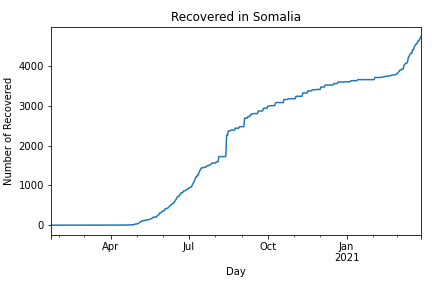 Recovered in Somalia
Number of Recovered
4000
3000
2000
1000
0
Apr
Jul
Oct
Jan
2021
Day